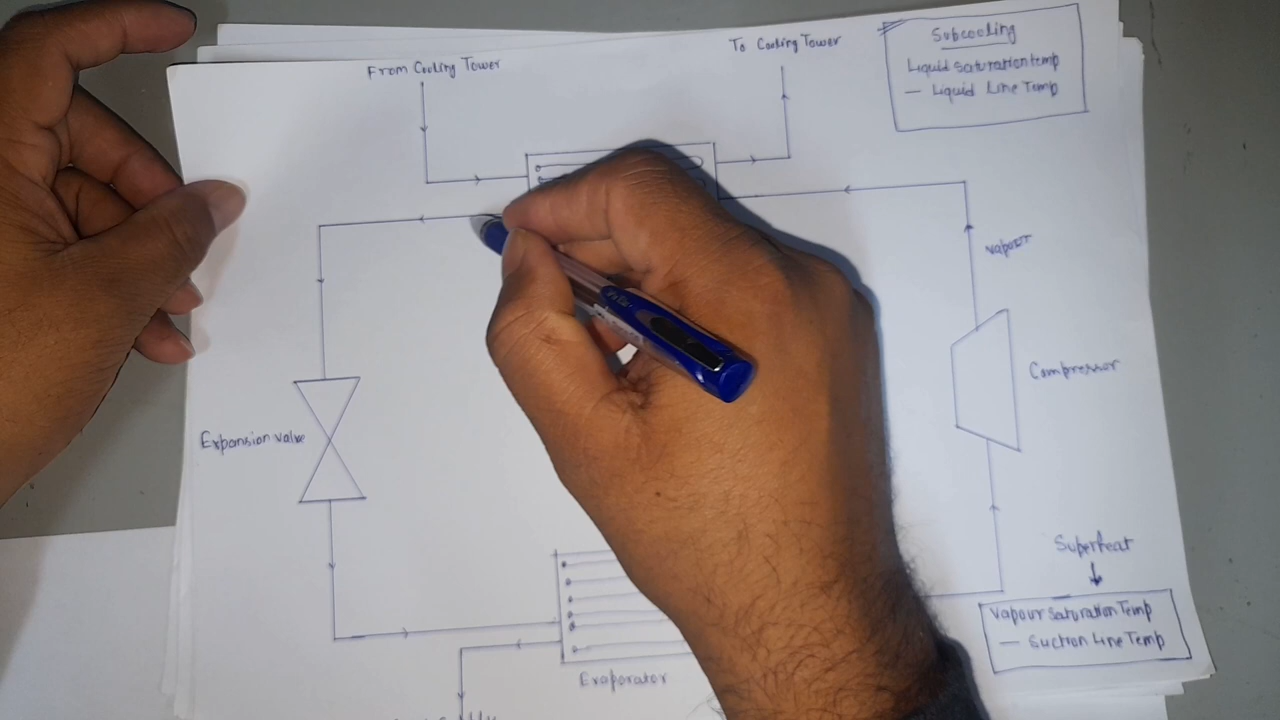 From Cooling Tower
To Cooling Tower
Subcooling
Liquid Saturation temp
— Liquid Line Temp
Vapour
Expansion valve
Compressor
Superheat
Vapour Saturation Temp
— Suction Line Temp
Evaporator